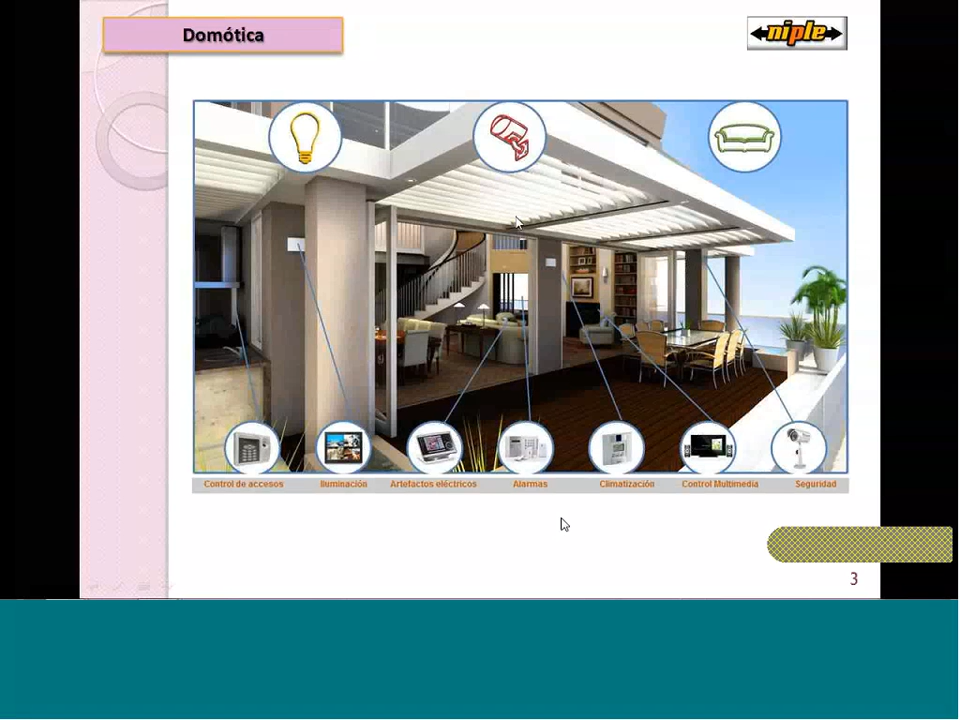 Domótica
niple
Control de accesos Iluminación Artefactos eléctricos Alarmas Climatización Control Multimedia Seguridad
3